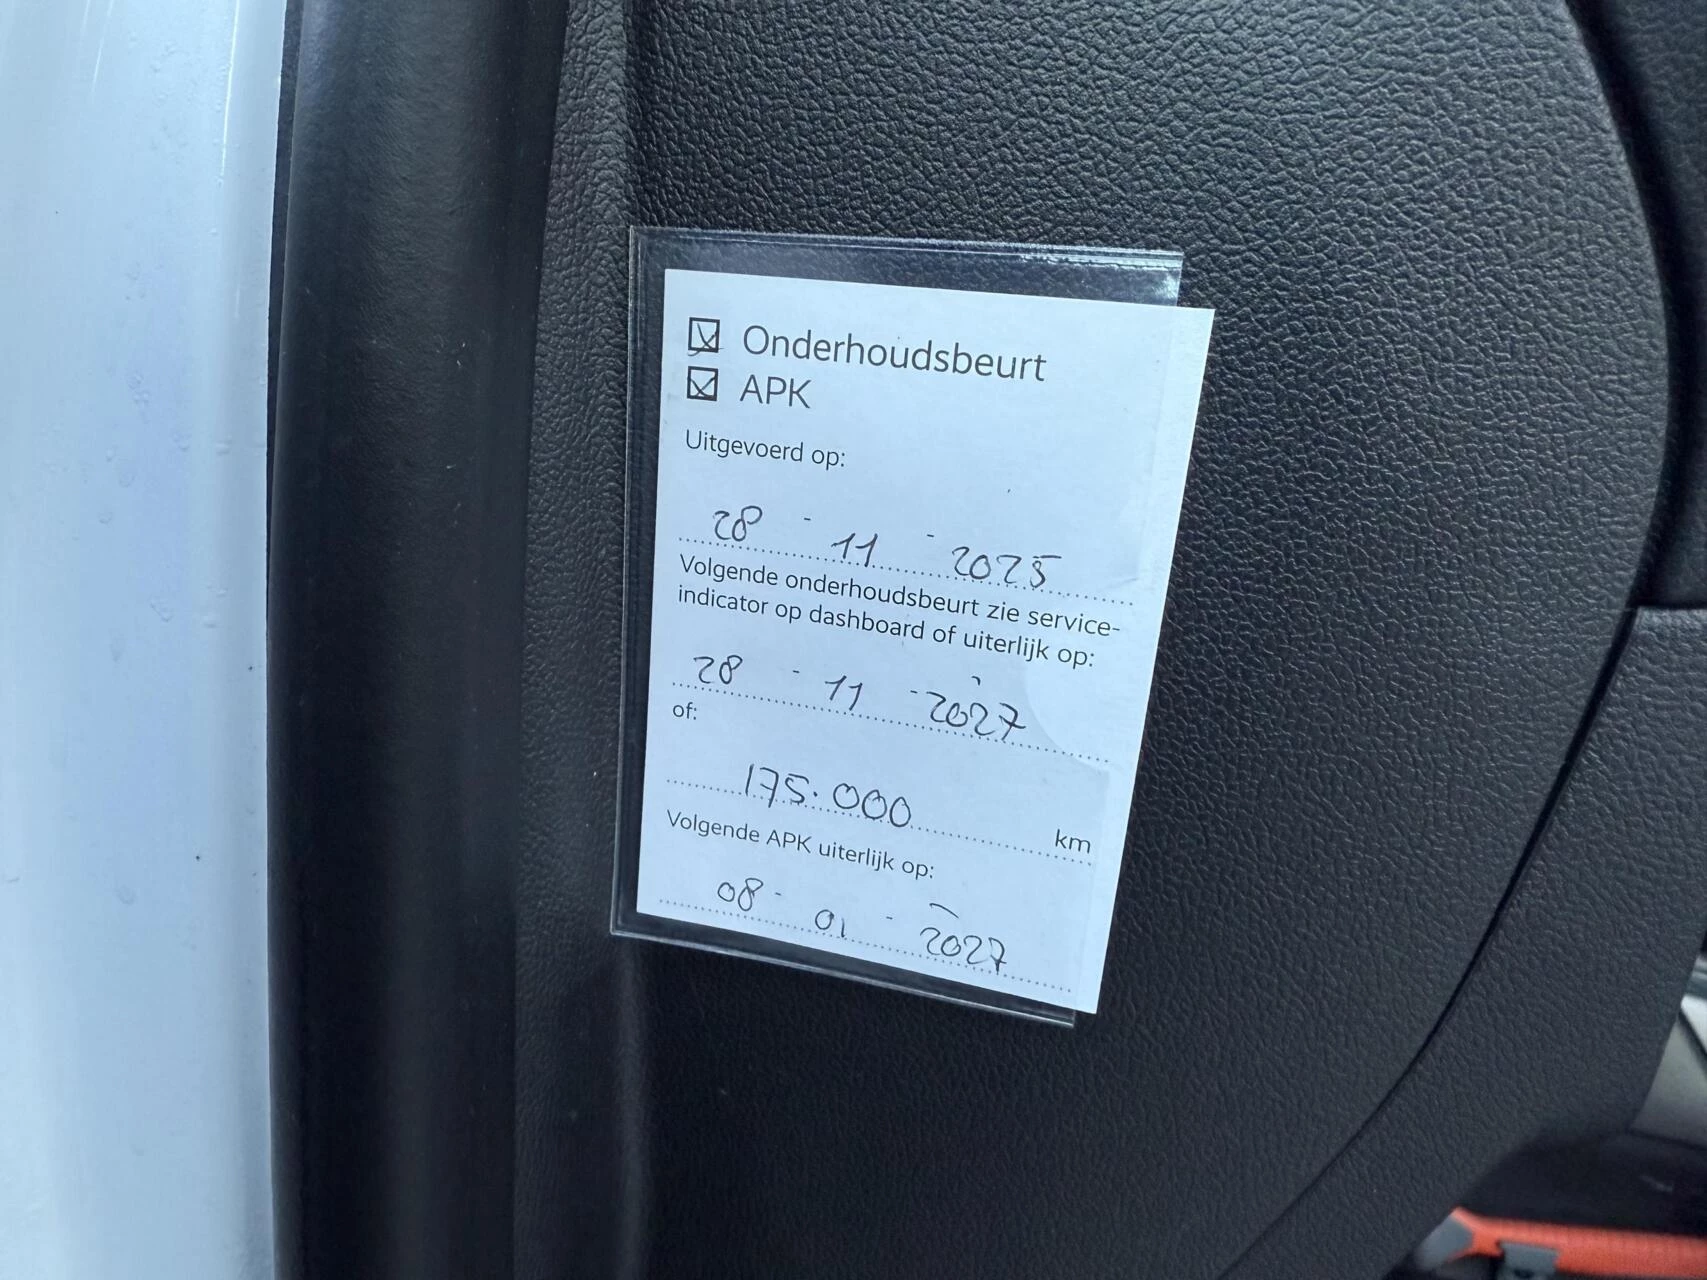 Onderhoudsbeurt
APK
Uitgevoerd op:
28 - 11 - 2025
Volgende onderhoudsbeurt zie service-
indicator op dashboard of uiterlijk op:
28 - 11 - 2027
of:
175.000 km
Volgende APK uiterlijk op:
08 - 01 - 2027